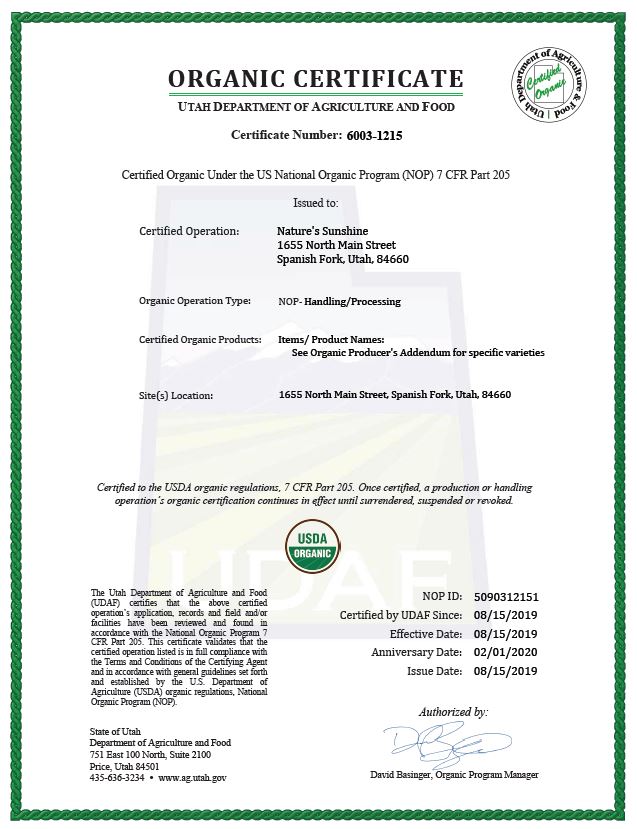 ORGANIC CERTIFICATE
UTAH DEPARTMENT OF AGRICULTURE AND FOOD
Certificate Number: 6003-1215
Utah Department of Agriculture & Food
Certified
Organic
Certified Organic Under the US National Organic Program (NOP) 7 CFR Part 205
Issued to:
Certified Operation: Nature's Sunshine
1655 North Main Street
Spanish Fork, Utah, 84660
Organic Operation Type: NOP- Handling/Processing
Certified Organic Products: Items/ Product Names:
See Organic Producer's Addendum for specific varieties
Site(s) Location: 1655 North Main Street, Spanish Fork, Utah, 84660
Certified to the USDA organic regulations, 7 CFR Part 205. Once certified, a production or handling
operation's organic certification continues in effect until surrendered, suspended or revoked.
USDA
ORGANIC
UDAF
The Utah Department of Agriculture and Food
(UDAF) certifies that the above certified
operation's application, records and field and/or
facilities have been reviewed and found in
accordance with the National Organic Program 7
CFR Part 205. This certificate validates that the
certified operation listed is in full compliance with
the Terms and Conditions of the Certifying Agent
and in accordance with general guidelines set forth
and established by the U.S. Department of
Agriculture (USDA) organic regulations, National
Organic Program (NOP).
NOP ID: 5090312151
Certified by UDAF Since: 08/15/2019
Effective Date: 08/15/2019
Anniversary Date: 02/01/2020
Issue Date: 08/15/2019
Authorized by:
David Basinger, Organic Program Manager
State of Utah
Department of Agriculture and Food
751 East 100 North, Suite 2100
Price, Utah 84501
435-636-3234 • www.ag.utah.gov